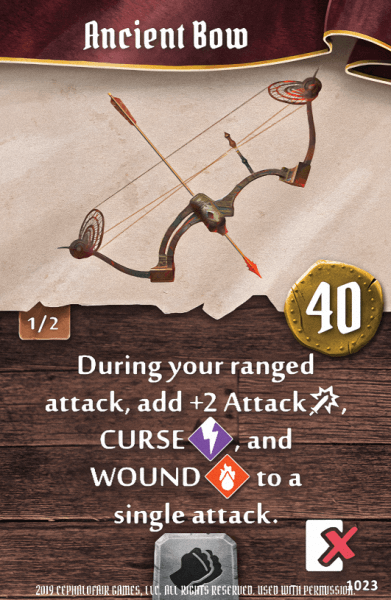 Ancient Bow
1/2
40
During your ranged
attack, add +2 Attack,
CURSE, and
WOUND to a
single attack.
1023
2019 CEPHALOFAIR GAMES, LLC. ALL RIGHTS RESERVED. USED WITH PERMISSION.